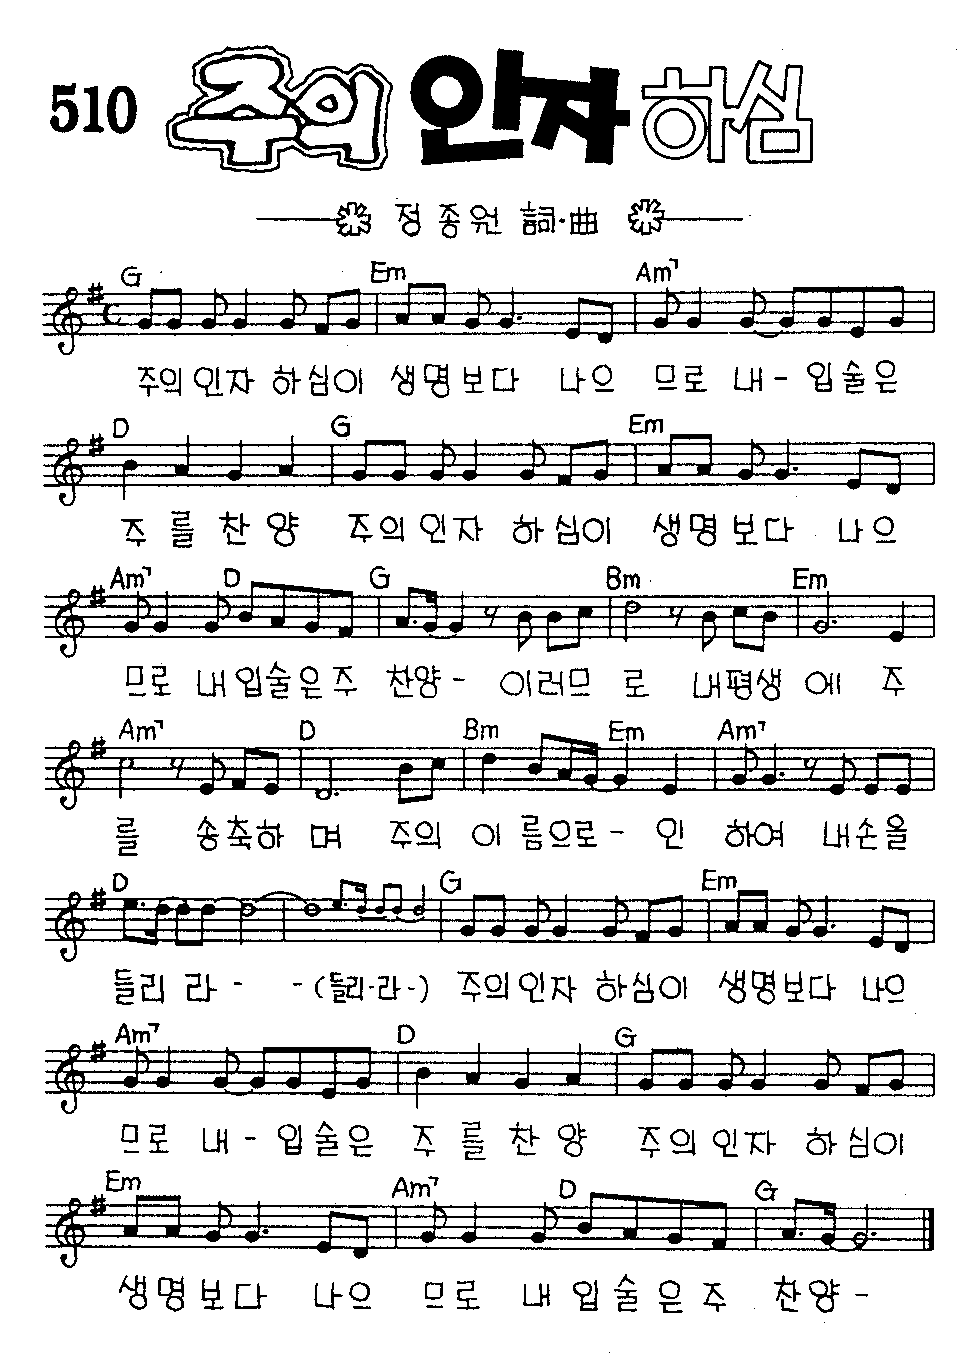 510 주의 인자 하심
정종원 詞·曲
G Em Am7
주의 인자 하심이 생명보다 나으 므로 내- 입술은
D G Em
주 를 찬 양 주의 인자 하심이 생명보다 나으
Am7 D G Bm Em
므로 내입술은주 찬양- 이러므 로 내평생에 주
Am7 D Bm Em Am7
를 송축하 며 주의 이름으로- 인 하여 내손을
D G Em
들리 라- -(들리-라-) 주의인자 하심이 생명보다 나으
Am7 D G
므로 내- 입술은 주 를 찬 양 주의 인자 하심이
Em Am7 D G
생명보다 나으 므로 내 입술은주 찬양-